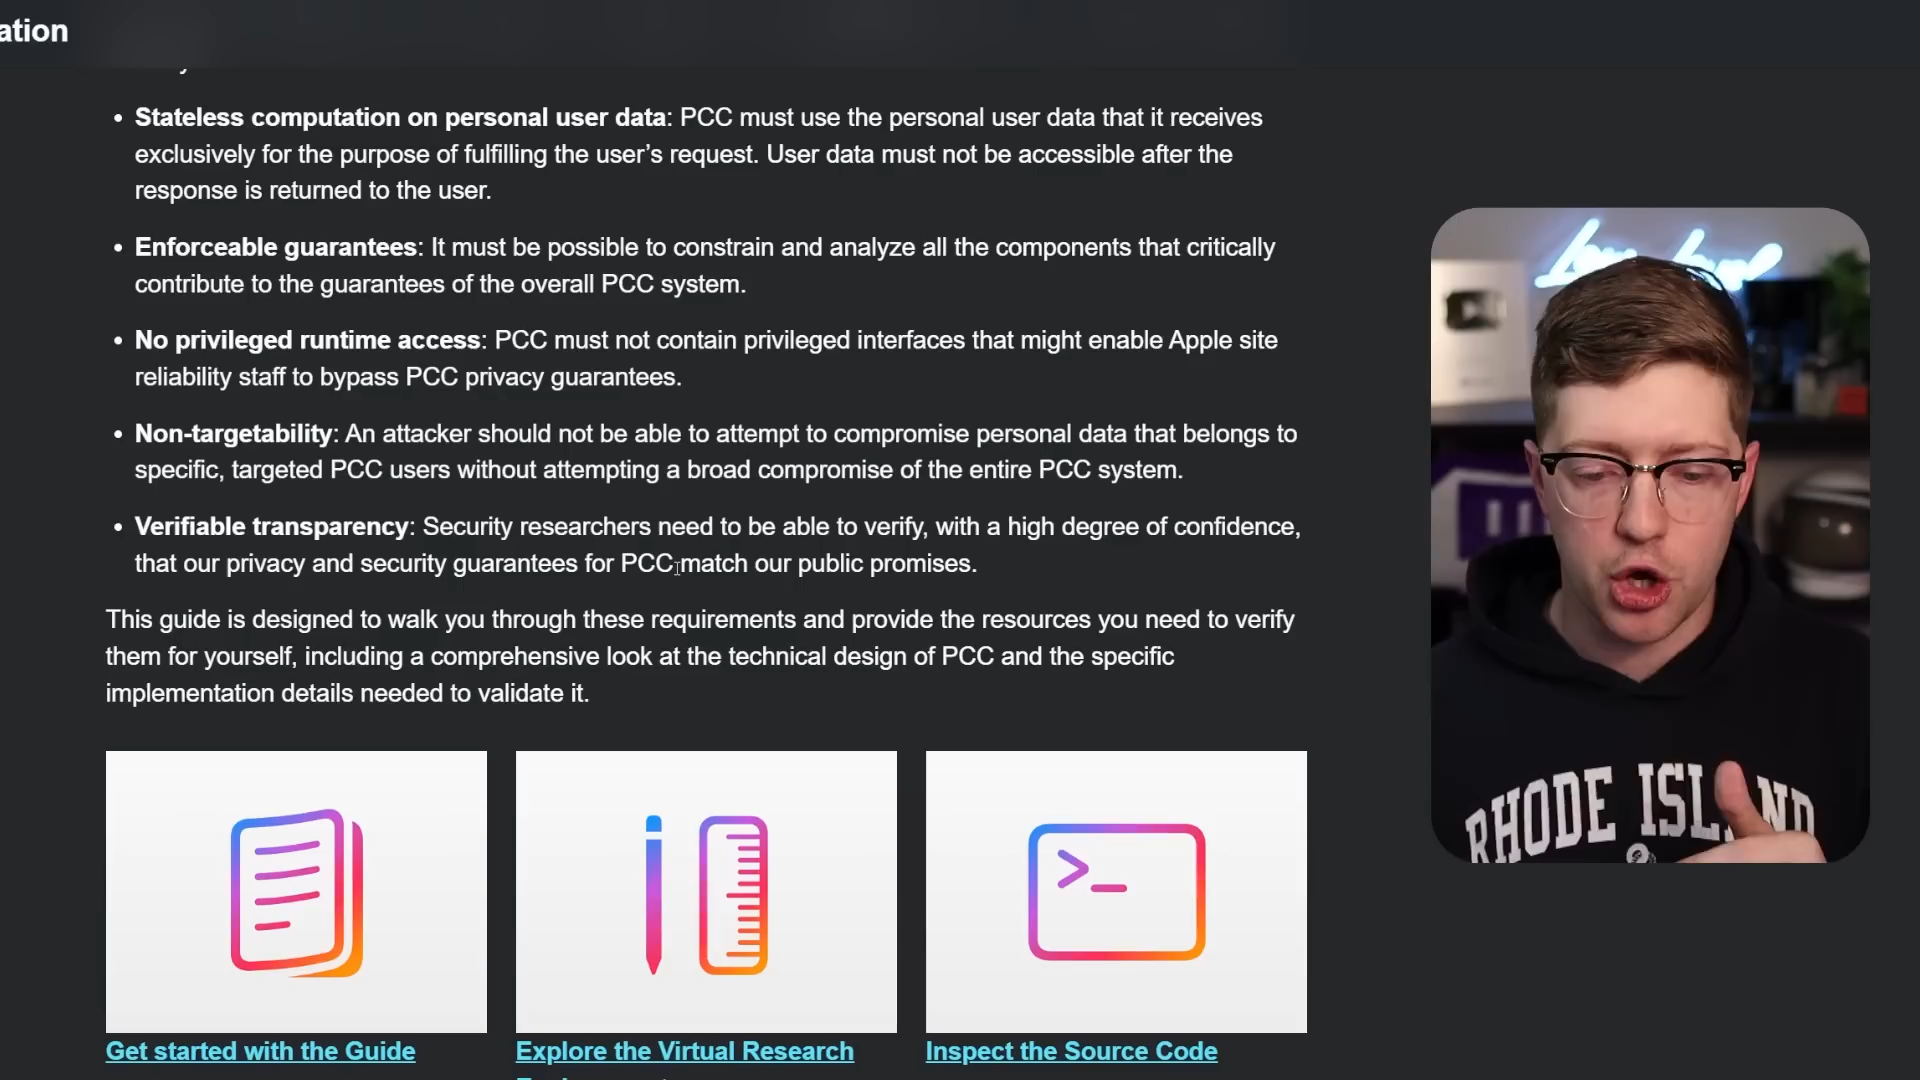 ation
Stateless computation on personal user data: PCC must use the personal user data that it receives
exclusively for the purpose of fulfilling the user’s request. User data must not be accessible after the
response is returned to the user.
Enforceable guarantees: It must be possible to constrain and analyze all the components that critically
contribute to the guarantees of the overall PCC system.
No privileged runtime access: PCC must not contain privileged interfaces that might enable Apple site
reliability staff to bypass PCC privacy guarantees.
Non-targetability: An attacker should not be able to attempt to compromise personal data that belongs to
specific, targeted PCC users without attempting a broad compromise of the entire PCC system.
Verifiable transparency: Security researchers need to be able to verify, with a high degree of confidence,
that our privacy and security guarantees for PCC match our public promises.
This guide is designed to walk you through these requirements and provide the resources you need to verify
them for yourself, including a comprehensive look at the technical design of PCC and the specific
implementation details needed to validate it.
Get started with the Guide
Explore the Virtual Research
Inspect the Source Code
RHODE ISLAND